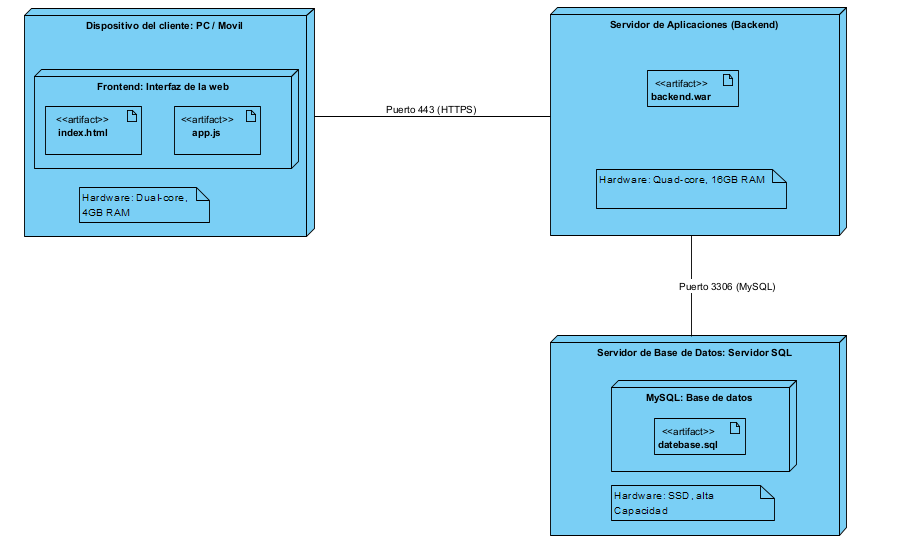 Dispositivo del cliente: PC / Movil
Frontend: Interfaz de la web
<<artifact>>
index.html
<<artifact>>
app.js
Hardware: Dual-core,
4GB RAM
Puerto 443 (HTTPS)
Servidor de Aplicaciones (Backend)
<<artifact>>
backend.war
Hardware: Quad-core, 16GB RAM
Puerto 3306 (MySQL)
Servidor de Base de Datos: Servidor SQL
MySQL: Base de datos
<<artifact>>
datebase.sql
Hardware: SSD, alta
Capacidad